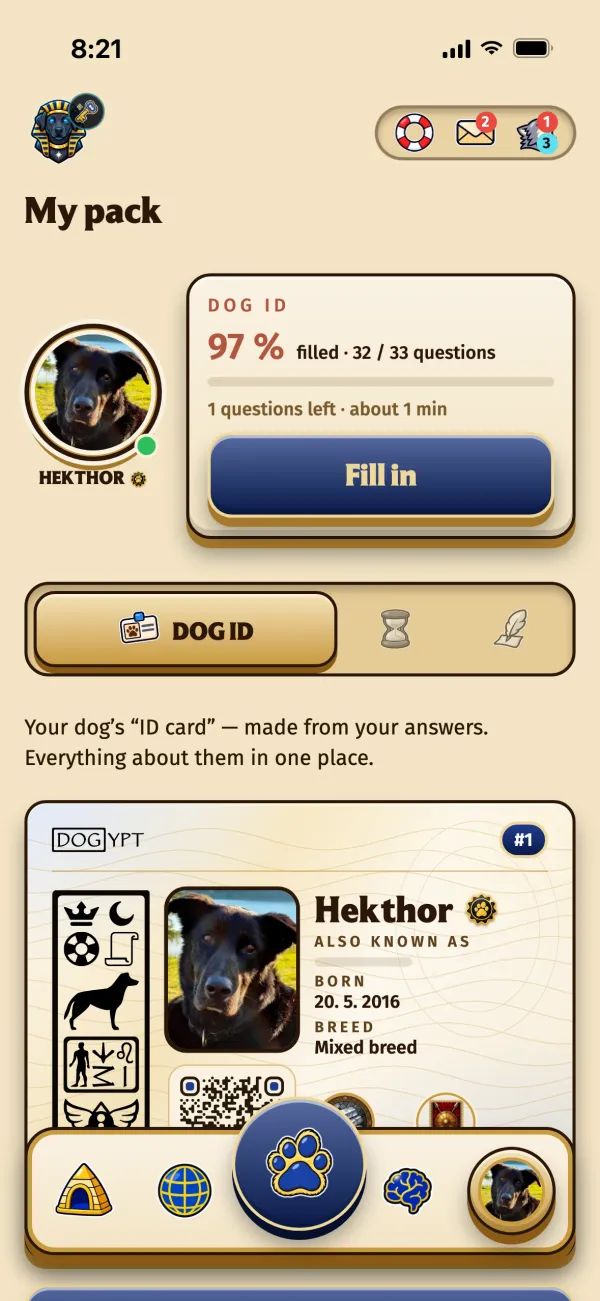 8:21
2
1
3
My pack
DOG ID
97 % filled · 32 / 33 questions
1 questions left · about 1 min
Fill in
HEKTHOR
DOG ID
Your dog’s “ID card” — made from your answers.
Everything about them in one place.
DOGYPT
#1
Hekthor
ALSO KNOWN AS
BORN
20. 5. 2016
BREED
Mixed breed